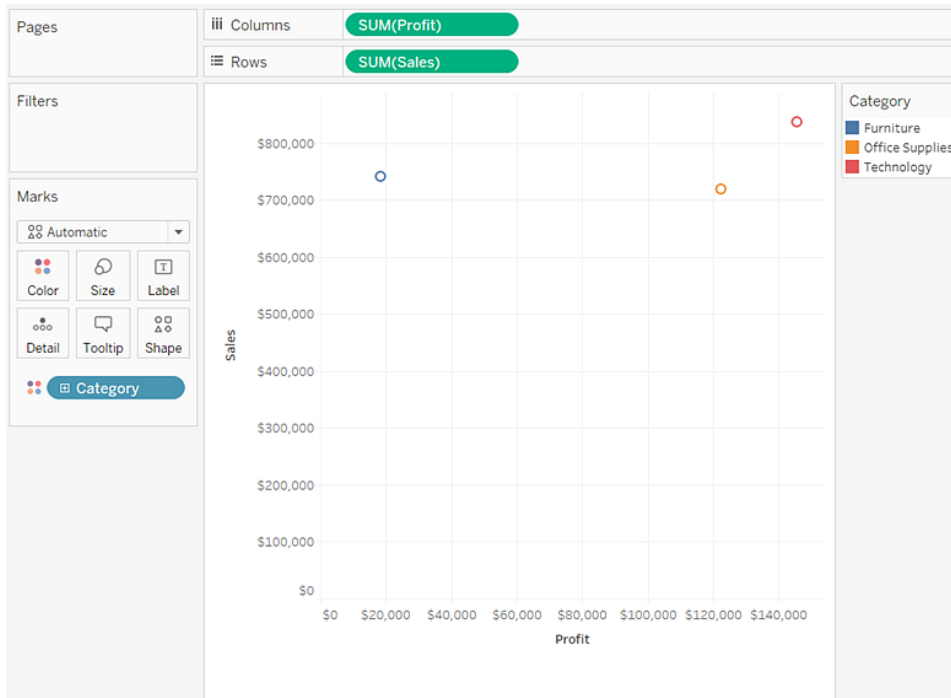 Pages
Columns
SUM(Profit)
Rows
SUM(Sales)
Filters
Marks
Automatic
Color
Size
T
Label
Detail
Tooltip
Shape
Category
$800,000
$700,000
$600,000
$500,000
$400,000
$300,000
$200,000
$100,000
$0
Sales
$0
$20,000
$40,000
$60,000
$80,000
$100,000
$120,000
$140,000
Profit
Category
Furniture
Office Supplies
Technology